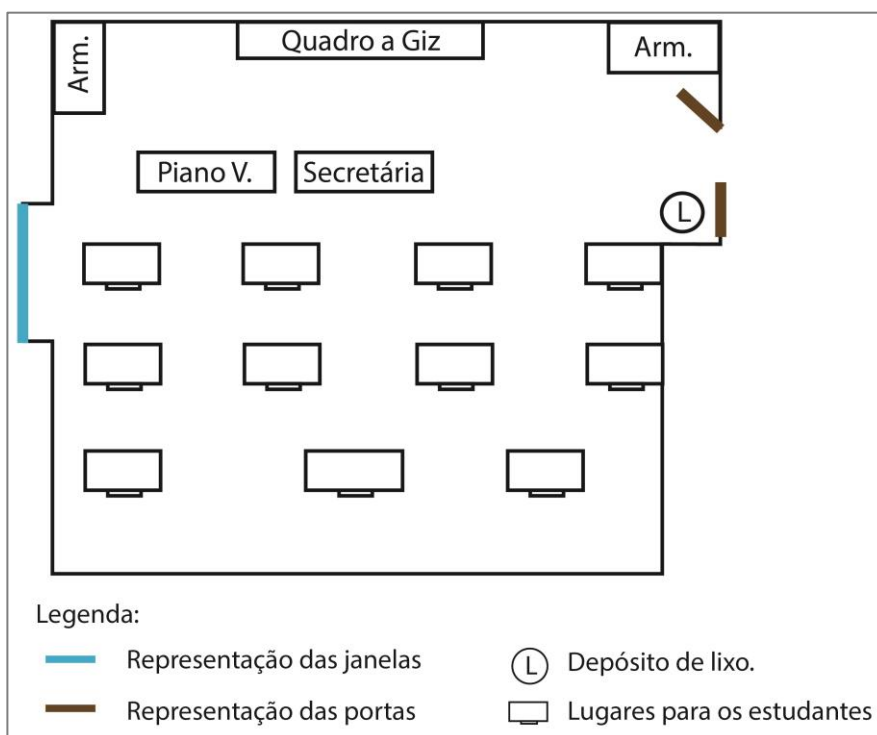 Arm.
Quadro a Giz
Arm.
Piano V.
Secretária
L
Legenda:
Representação das janelas
L Depósito de lixo.
Representação das portas
Lugares para os estudantes